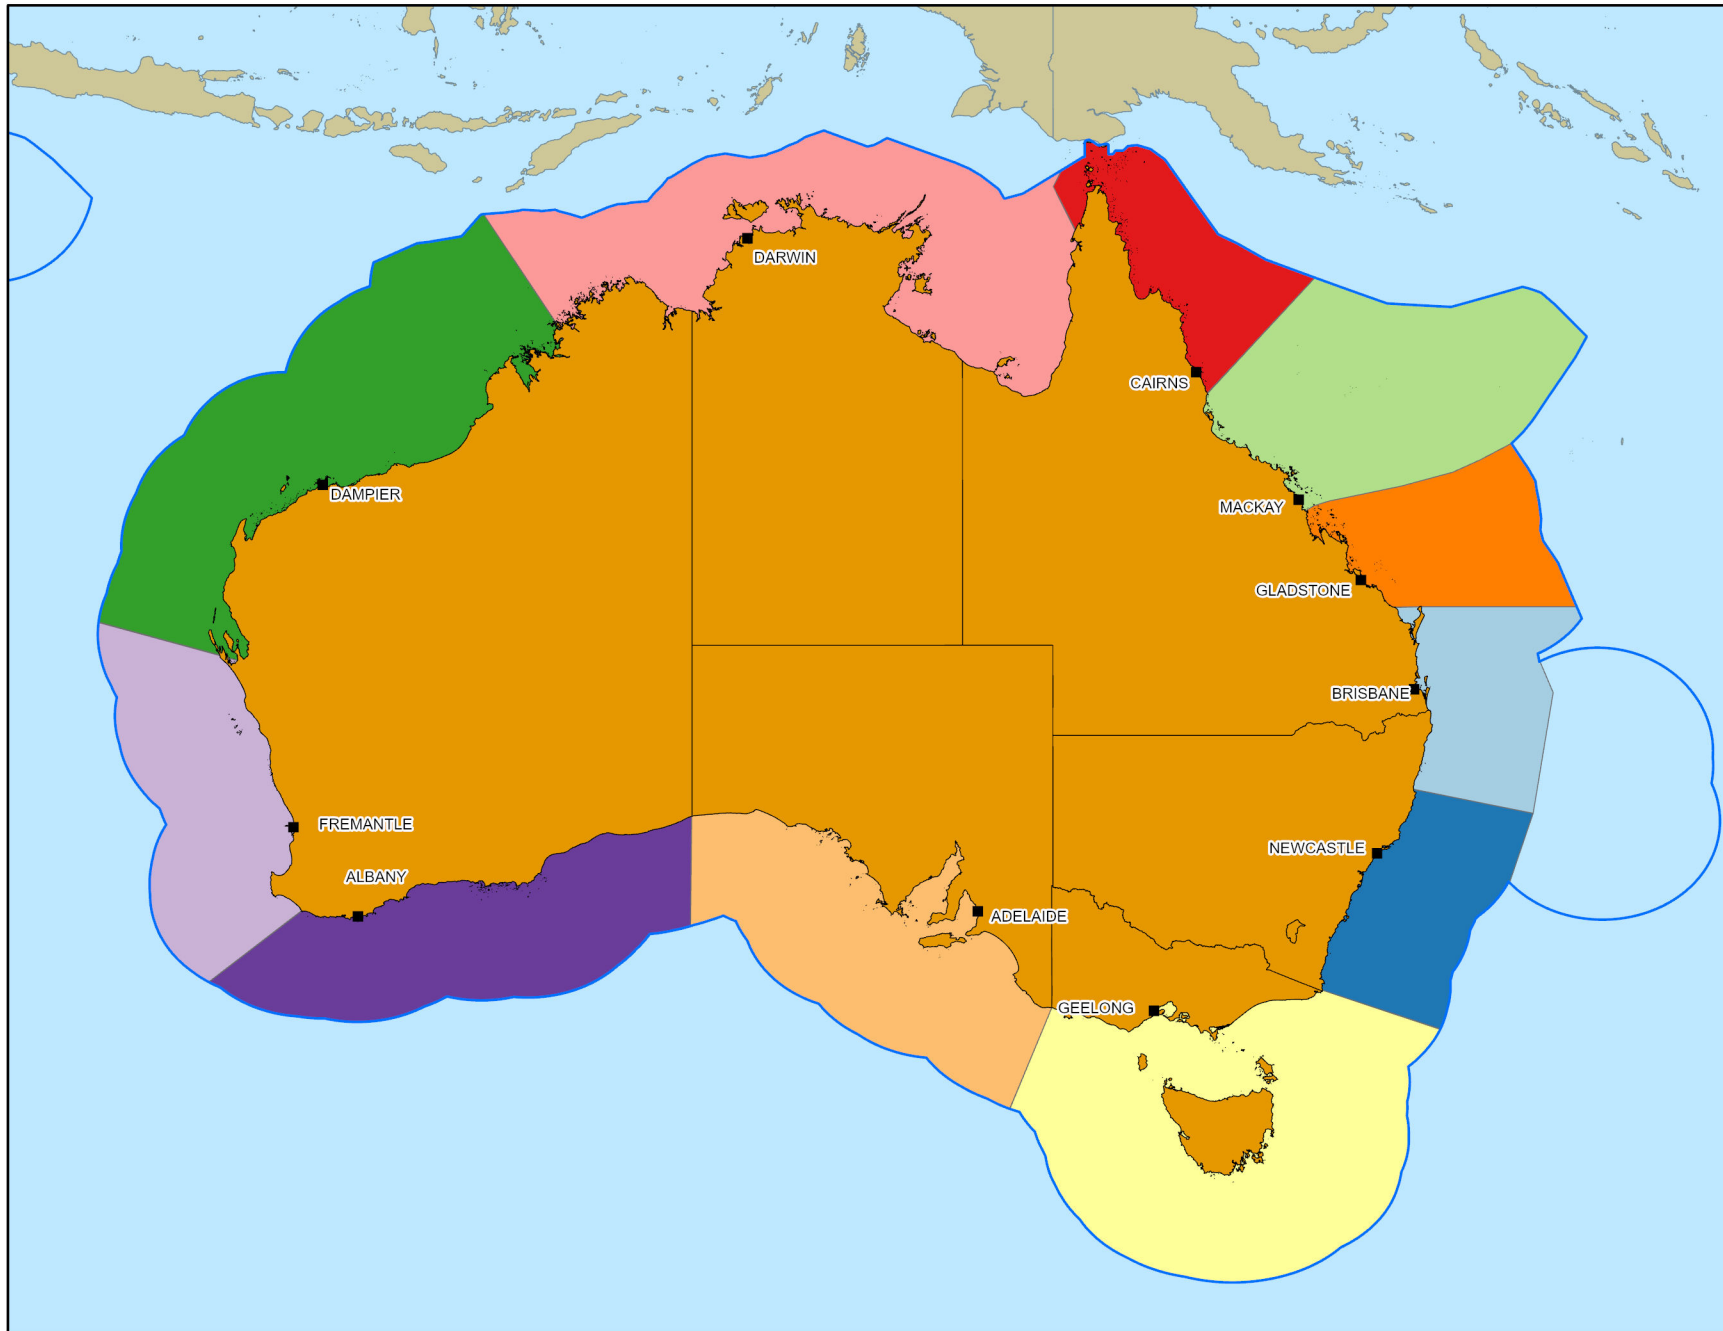 DARWIN
CAIRNS
DAMPIER
MACKAY
GLADSTONE
BRISBANE
FREMANTLE
NEWCASTLE
ALBANY
ADELAIDE
GEELONG